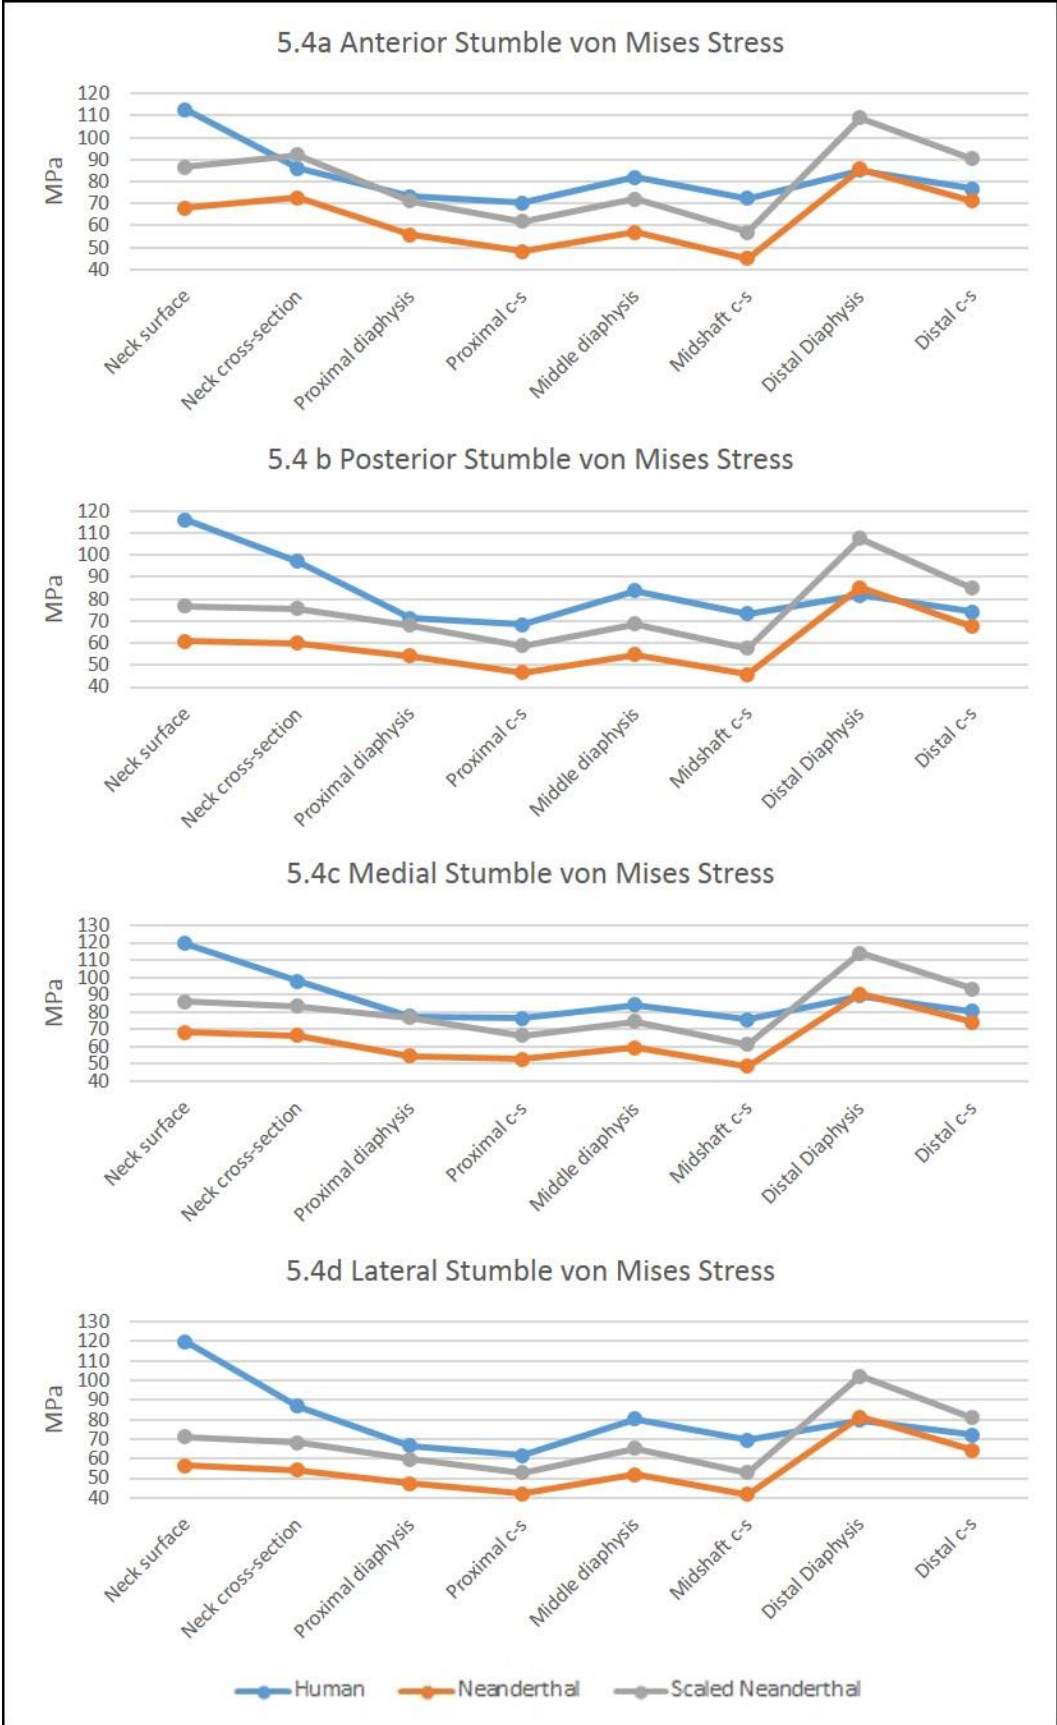 5.4a Anterior Stumble von Mises Stress
120
110
100
90
80
70
60
50
40
MPa
Neck surface
Neck cross-section
Proximal diaphysis
Proximal c-s
Middle diaphysis
Midshaft c-s
Distal Diaphysis
Distal c-s
5.4 b Posterior Stumble von Mises Stress
120
110
100
90
80
70
60
50
40
MPa
Neck surface
Neck cross-section
Proximal diaphysis
Proximal c-s
Middle diaphysis
Midshaft c-s
Distal Diaphysis
Distal c-s
5.4c Medial Stumble von Mises Stress
130
120
110
100
90
80
70
60
50
40
MPa
Neck surface
Neck cross-section
Proximal diaphysis
Proximal c-s
Middle diaphysis
Midshaft c-s
Distal Diaphysis
Distal c-s
5.4d Lateral Stumble von Mises Stress
130
120
110
100
90
80
70
60
50
40
MPa
Neck surface
Neck cross-section
Proximal diaphysis
Proximal c-s
Middle diaphysis
Midshaft c-s
Distal Diaphysis
Distal c-s
Human Neanderthal Scaled Neanderthal